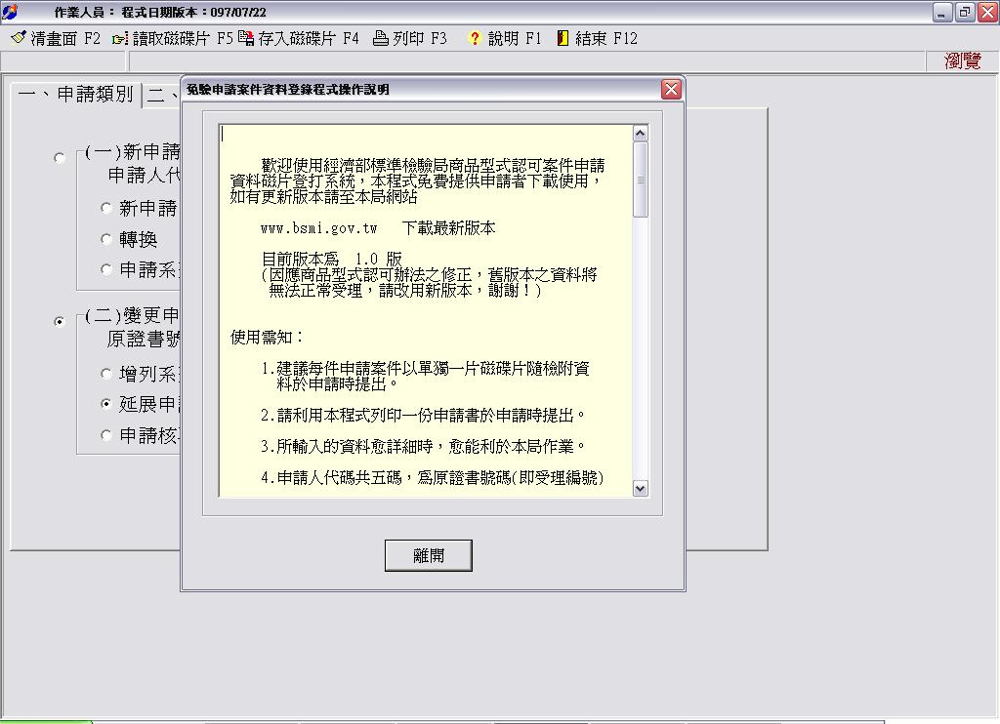 作業人員： 程式日期版本：097/07/22
清畫面 F2 讀取磁碟片 F5 存入磁碟片 F4 列印 F3 說明 F1 結束 F12
瀏覽
一、申請類別 二、
(一)新申請
申請人代
新申請
轉換
申請系
(二)變更申
原證書號
增列系
延展申
申請核
免驗申請案件資料登錄程式操作說明
歡迎使用經濟部標準檢驗局商品型式認可案件申請
資料磁片登打系統，本程式免費提供申請者下載使用，
如有更新版本請至本局網站
www.bsmi.gov.tw 下載最新版本
目前版本為 1.0 版
(因應商品型式認可辦法之修正，舊版本之資料將
無法正常受理，請改用新版本，謝謝！)
使用需知：
1.建議每件申請案件以單獨一片磁碟片隨檢附資
料於申請時提出。
2.請利用本程式列印一份申請書於申請時提出。
3.所輸入的資料愈詳細時，愈能利於本局作業。
4.申請人代碼共五碼，為原證書號碼(即受理編號)
離開